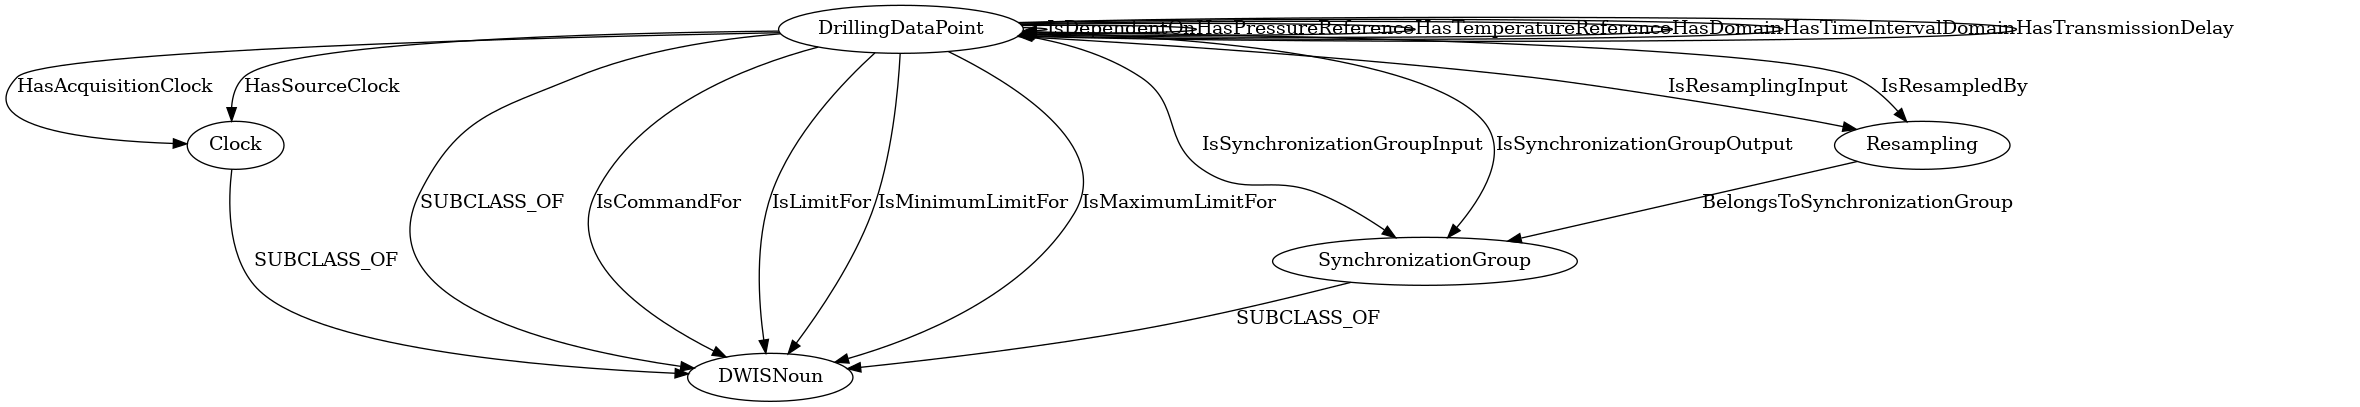 DrillingDataPoint
IsDependentOn
HasPressureReference
HasTemperatureReference
HasDomain
HasTimeIntervalDomain
HasTransmissionDelay
HasAcquisitionClock
HasSourceClock
IsResamplingInput
IsResampledBy
Clock
IsSynchronizationGroupInput
IsSynchronizationGroupOutput
Resampling
SUBCLASS_OF
IsCommandFor
IsLimitFor
IsMinimumLimitFor
IsMaximumLimitFor
BelongsToSynchronizationGroup
SUBCLASS_OF
SynchronizationGroup
SUBCLASS_OF
DWISNoun